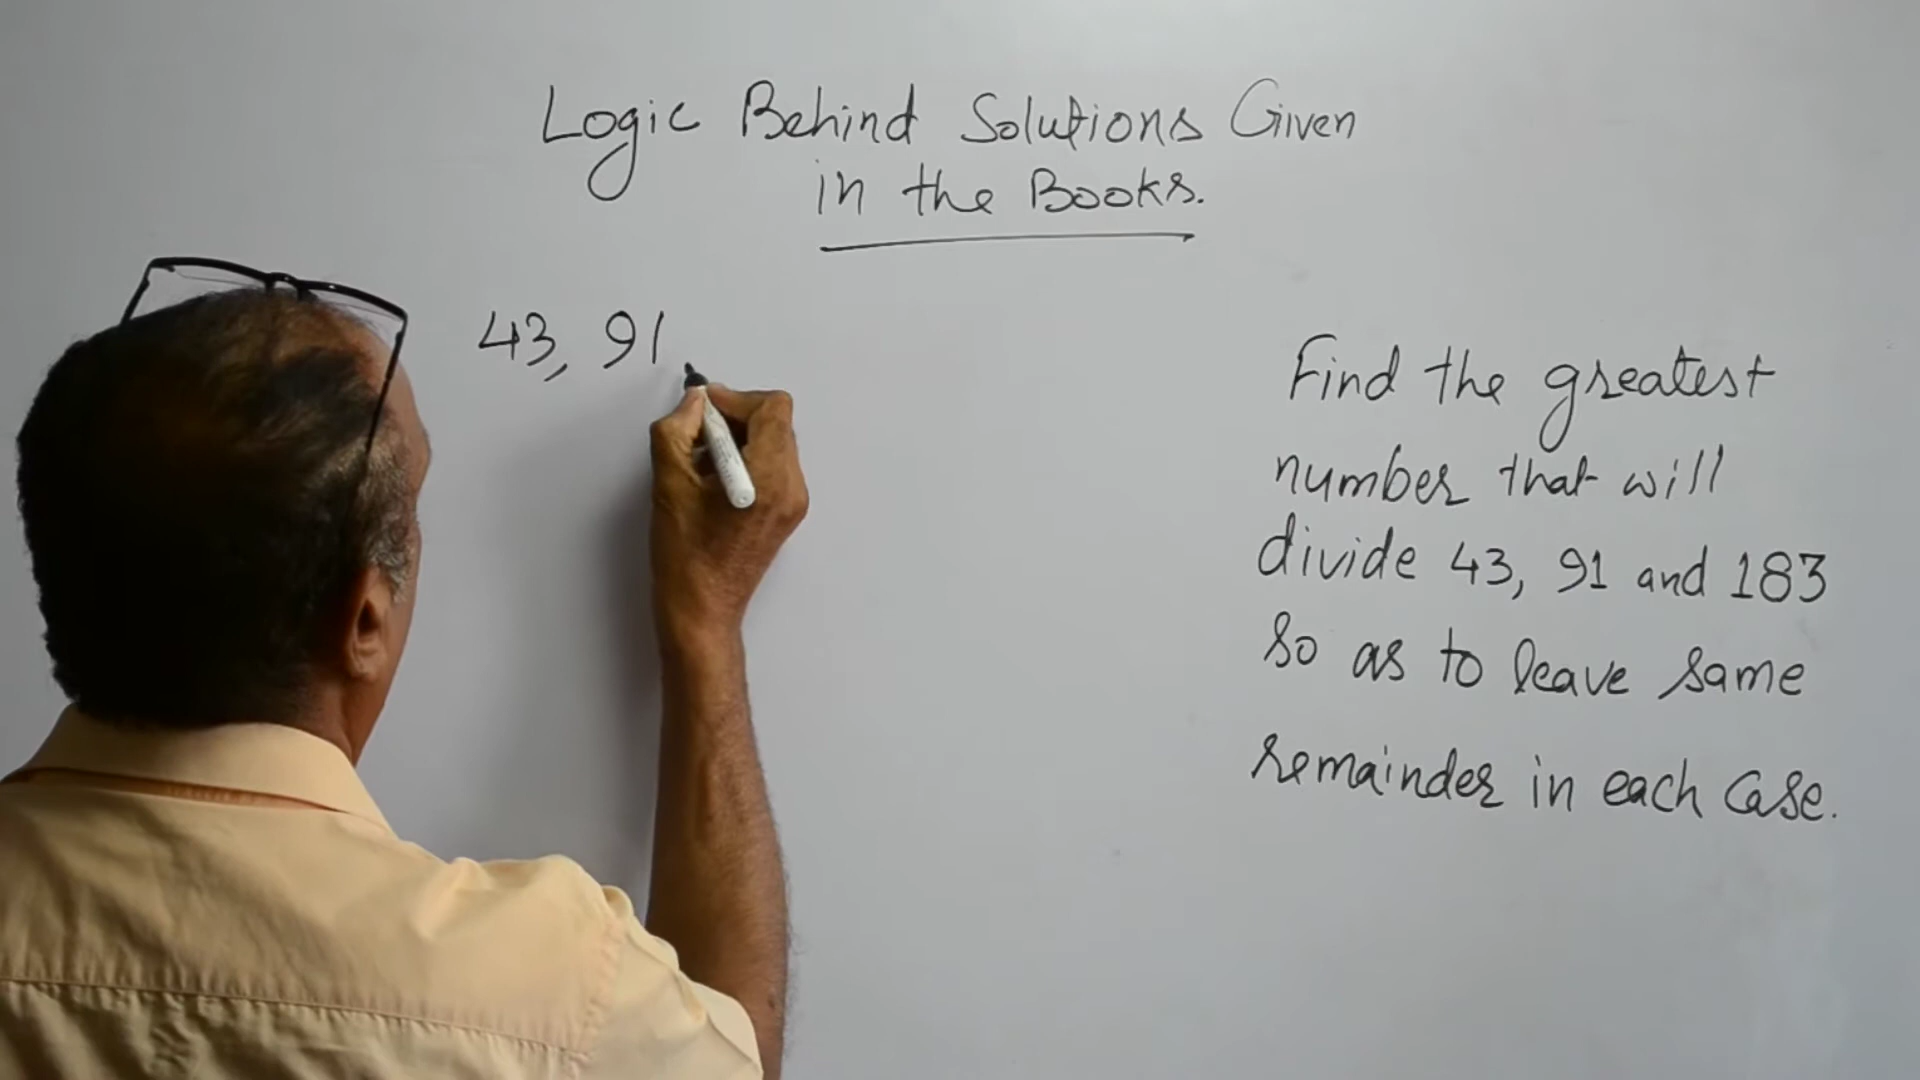 Logic Behind Solutions Given
in the Books.
43, 91
Find the greatest
number that will
divide 43, 91 and 183
so as to leave same
remainder in each case.